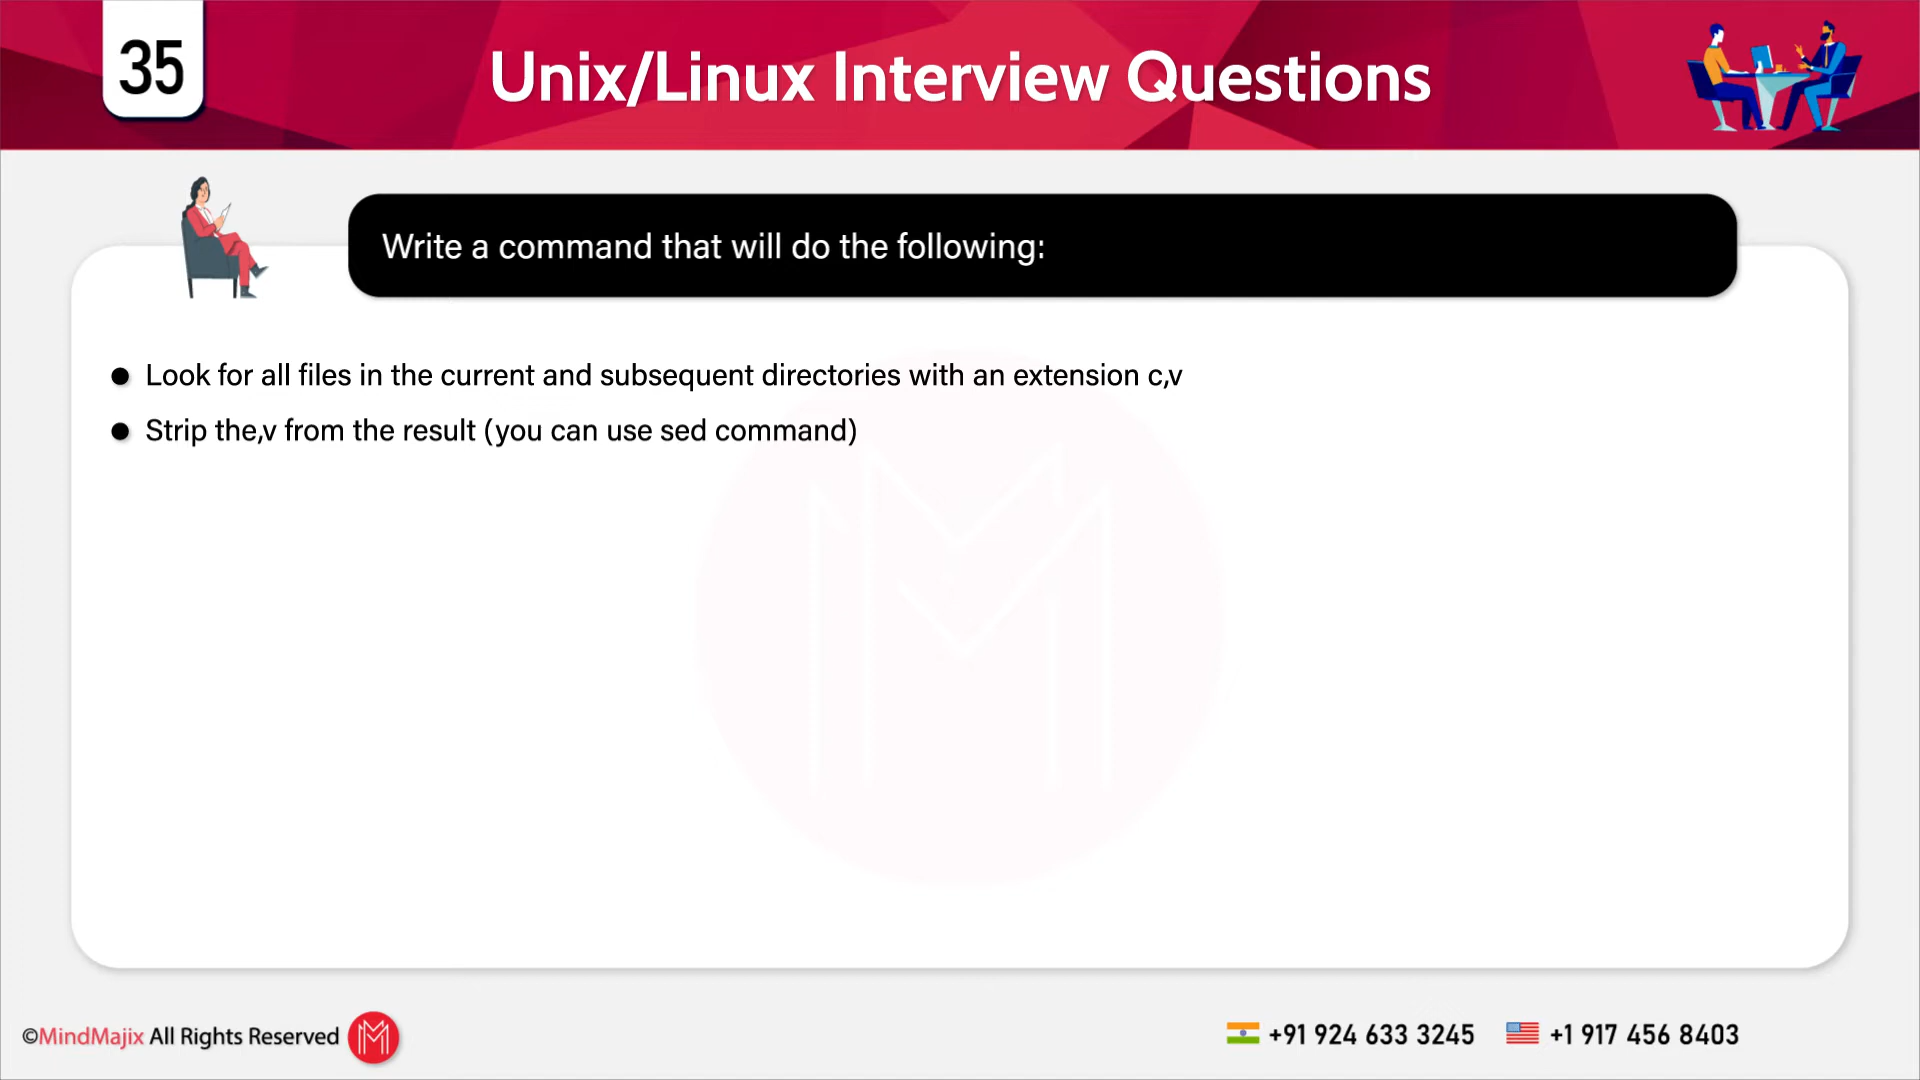 35
Unix/Linux Interview Questions
Write a command that will do the following:
● Look for all files in the current and subsequent directories with an extension c,v
● Strip the,v from the result (you can use sed command)
©MindMajix All Rights Reserved
+91 924 633 3245
+1 917 456 8403